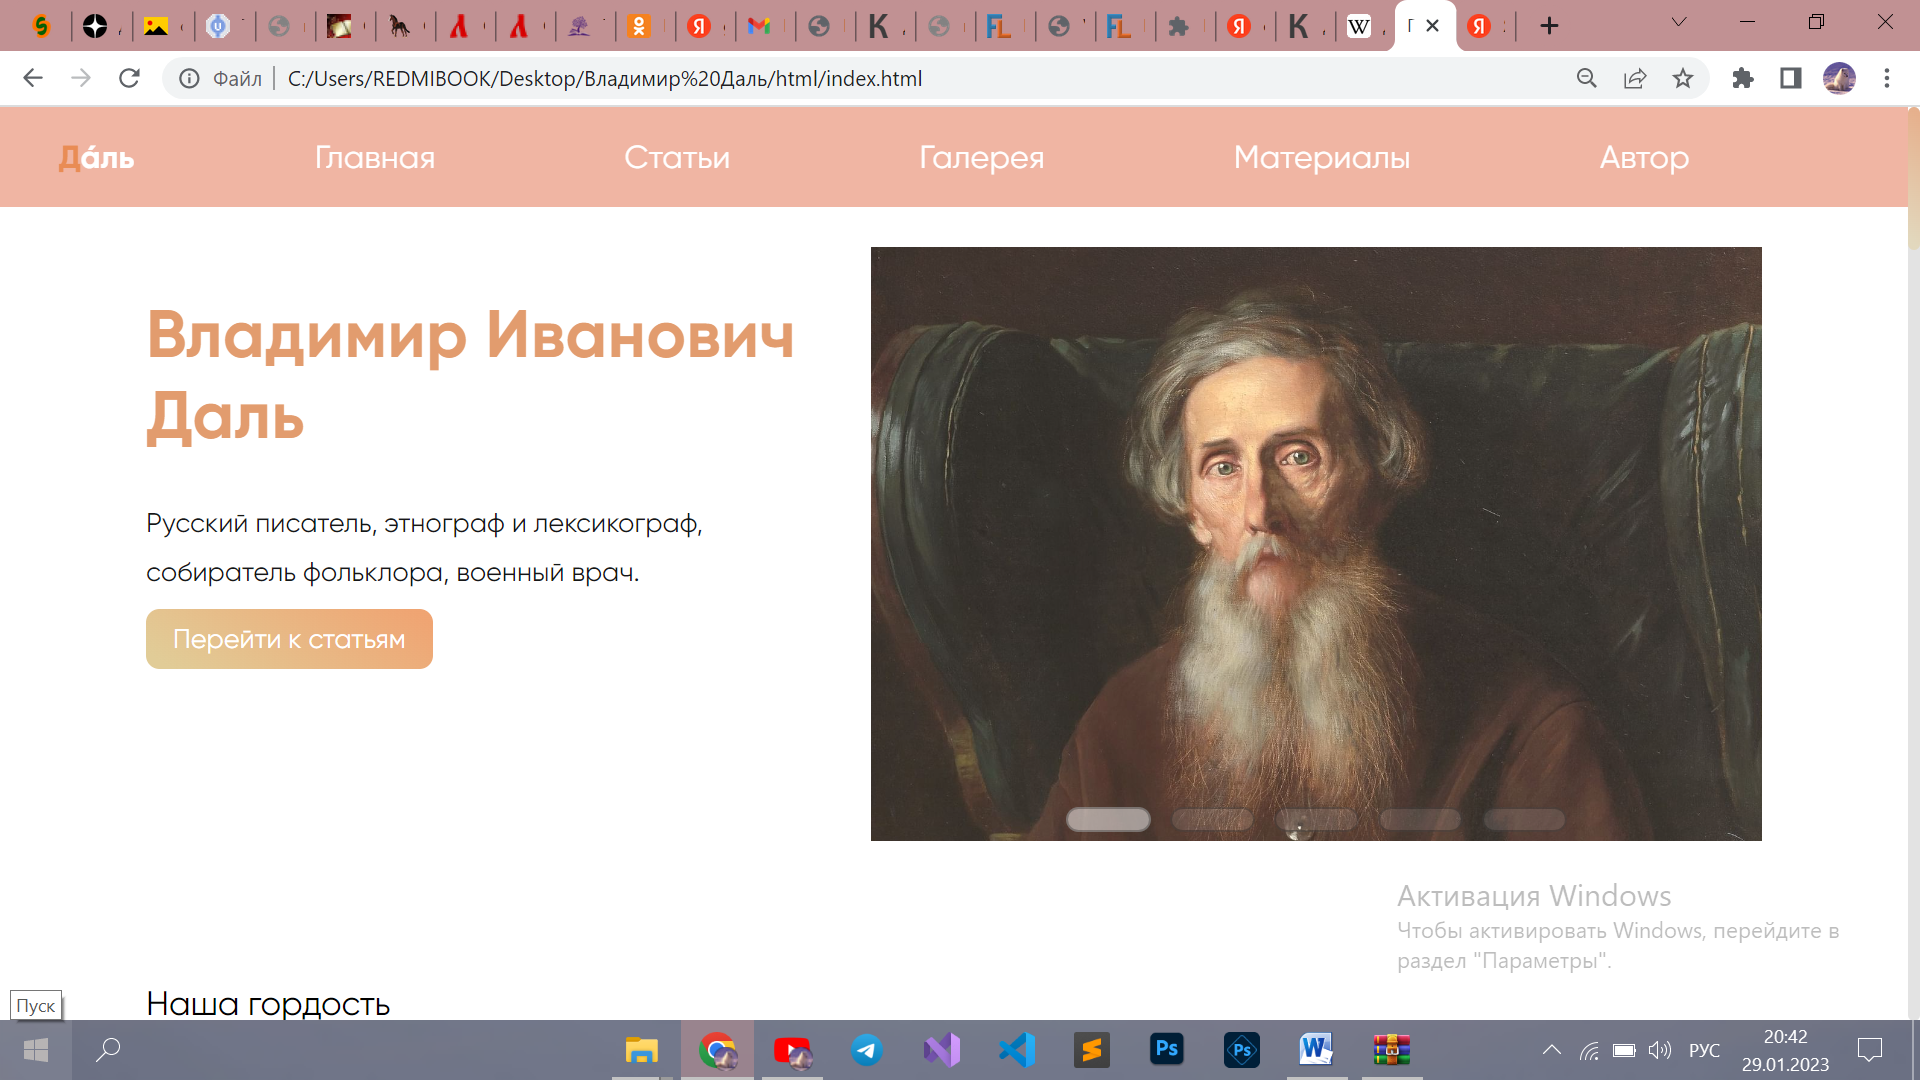 Файл
C:/Users/REDMIBOOK/Desktop/Владимир%20Даль/html/index.html
Да́ль Главная Статьи Галерея Материалы Автор
Владимир Иванович
Даль
Русский писатель, этнограф и лексикограф,
собиратель фольклора, военный врач.
Перейти к статьям
Активация Windows
Чтобы активировать Windows, перейдите в
раздел "Параметры".
Наша гордость
Пуск
РУС
20:42
29.01.2023